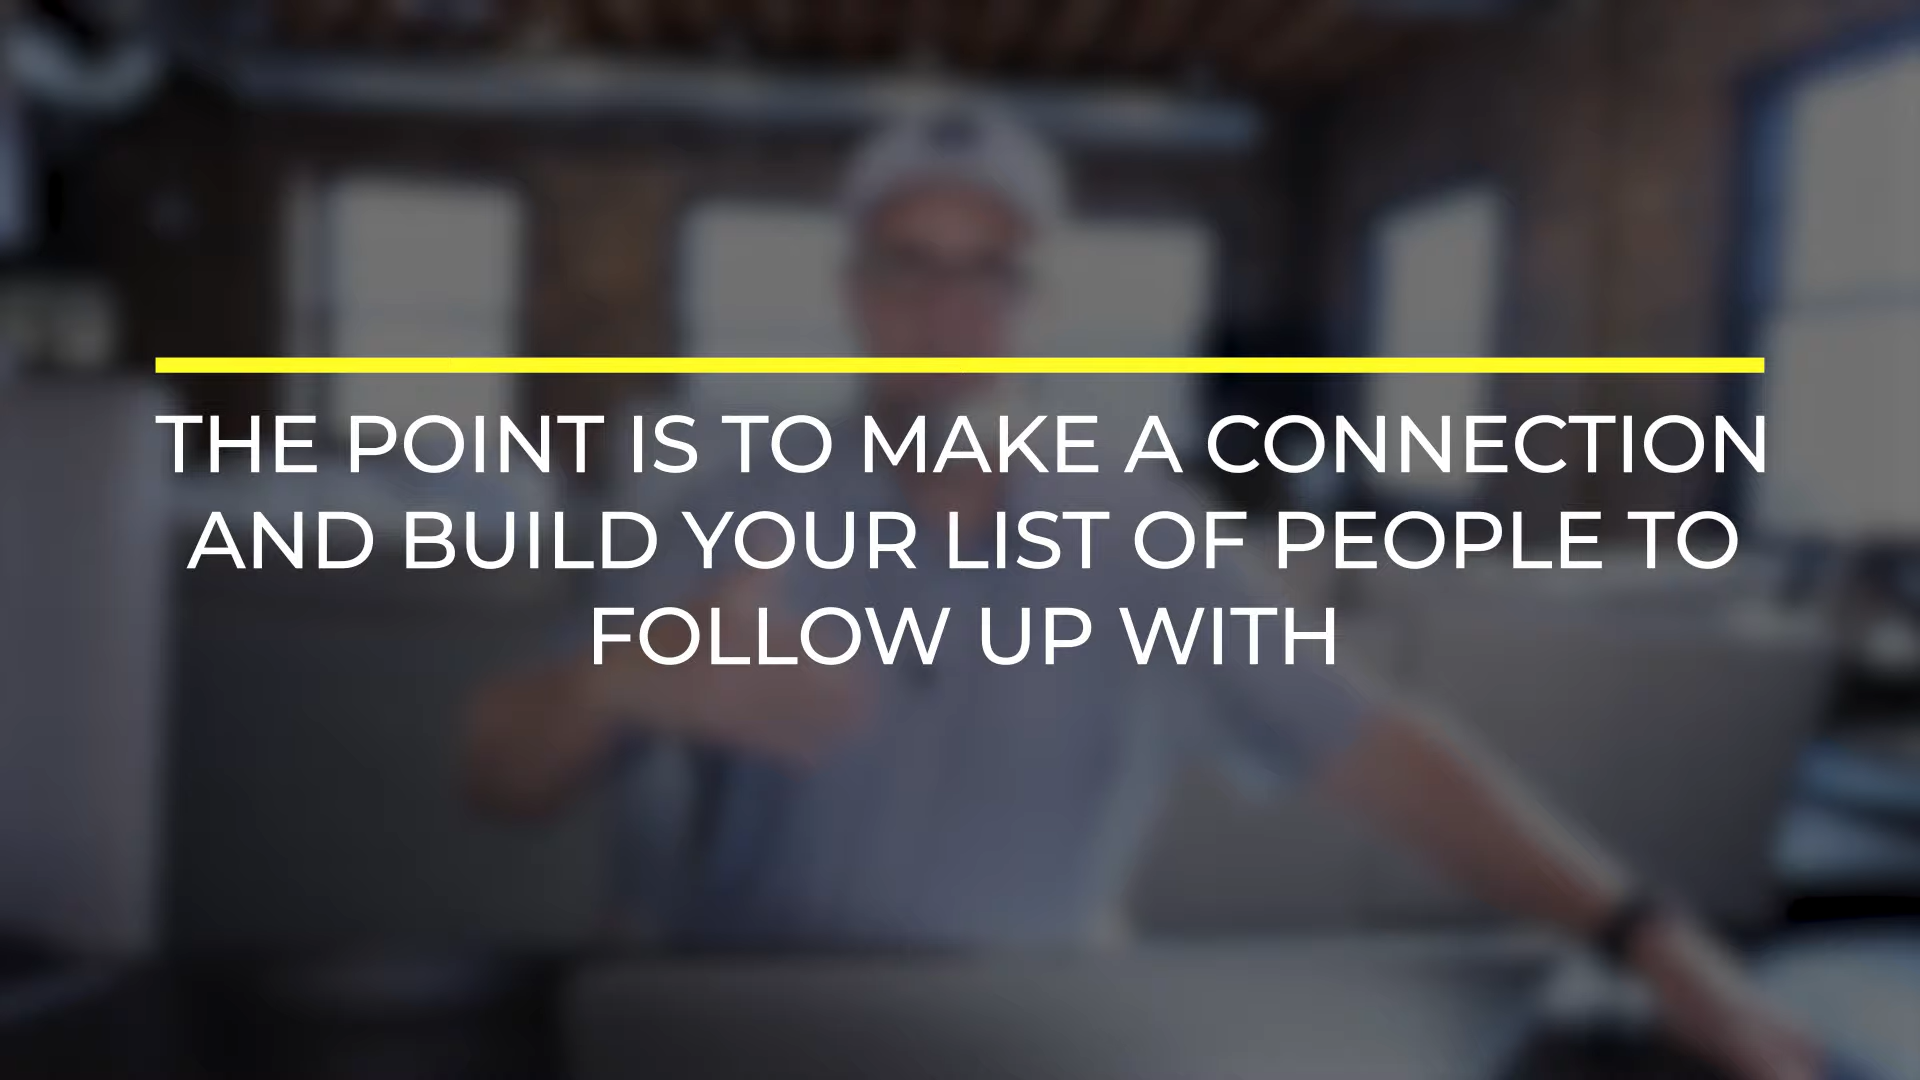 THE POINT IS TO MAKE A CONNECTION
AND BUILD YOUR LIST OF PEOPLE TO
FOLLOW UP WITH